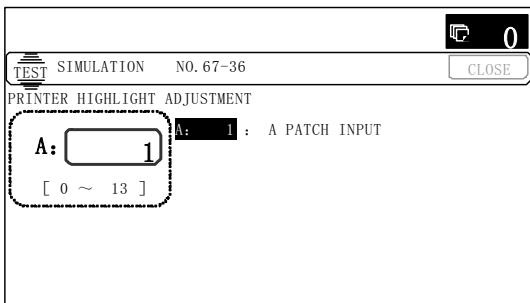 0
TEST SIMULATION NO.67-36 CLOSE
PRINTER HIGHLIGHT ADJUSTMENT
A: 1 : A PATCH INPUT
A: 1
[ 0 ~ 13 ]